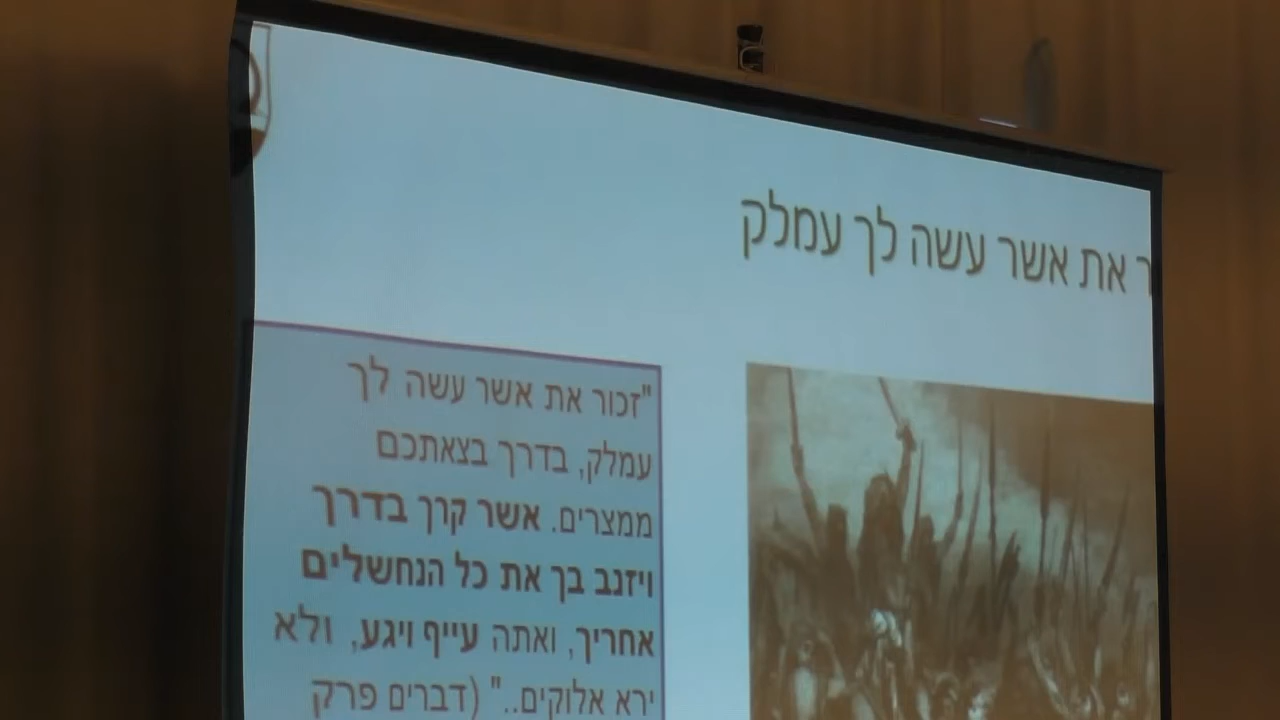 ר את אשר עשה לך עמלק
"זכור את אשר עשה לך
עמלק, בדרך בצאתכם
ממצרים. אשר קרך בדרך
ויזנב בך את כל הנחשלים
אחריך, ואתה עייף ויגע, ולא
ירא אלוקים.." (דברים פרק